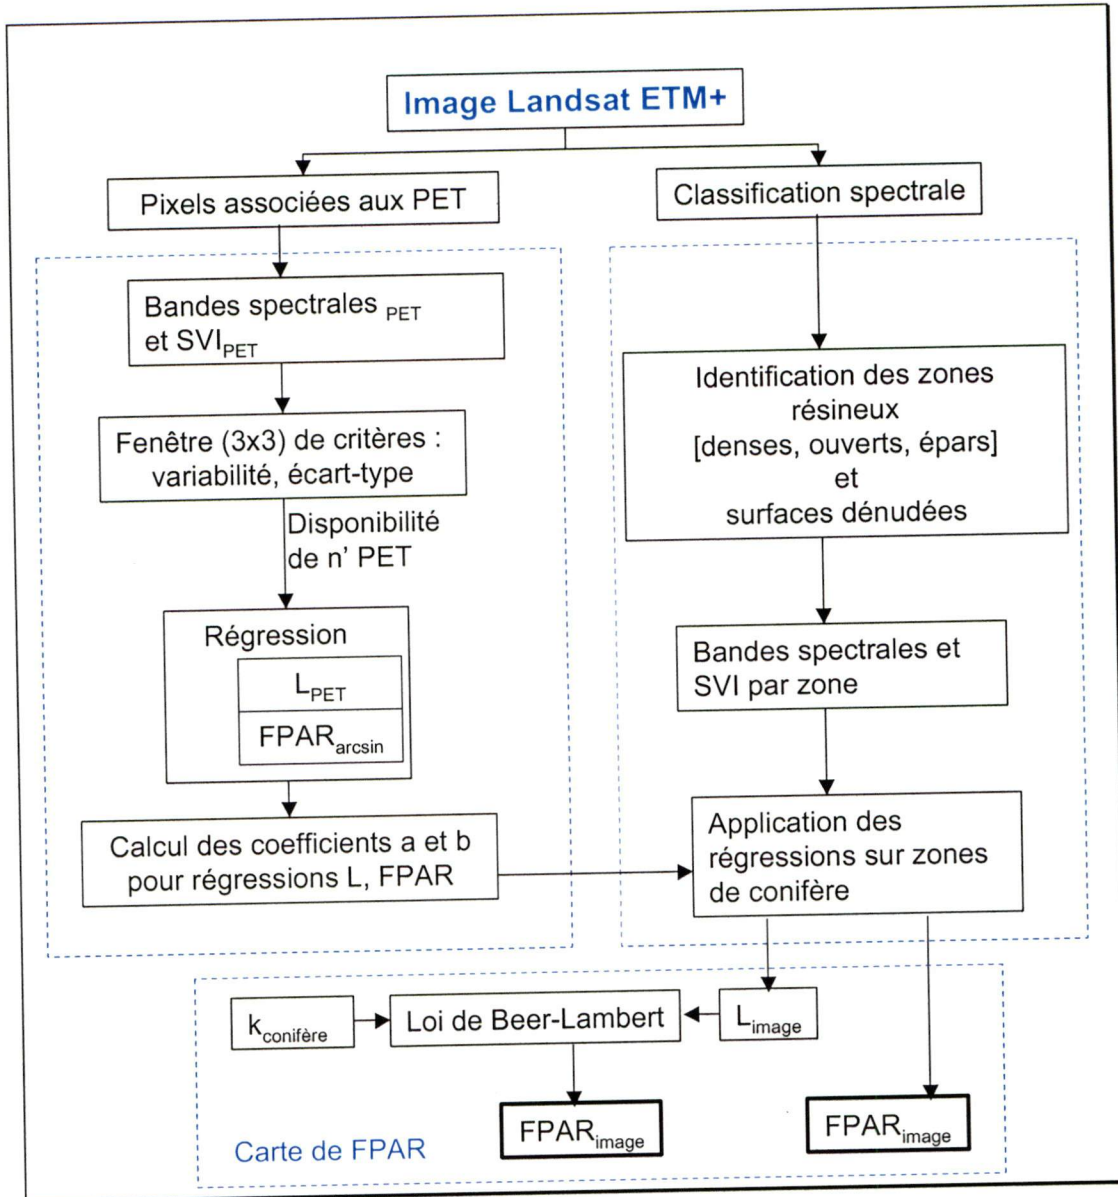 Image Landsat ETM+
Pixels associées aux PET
Classification spectrale
Bandes spectrales PET
et SVIPET
Fenêtre (3x3) de critères :
variabilité, écart-type
Disponibilité
de n' PET
Régression
LPET
FPARarcsin
Calcul des coefficients a et b
pour régressions L, FPAR
Identification des zones
résineux
[denses, ouverts, épars]
et
surfaces dénudées
Bandes spectrales et
SVI par zone
Application des
régressions sur zones
de conifère
kconifère
Loi de Beer-Lambert
Limage
FPARimage
FPARimage
Carte de FPAR